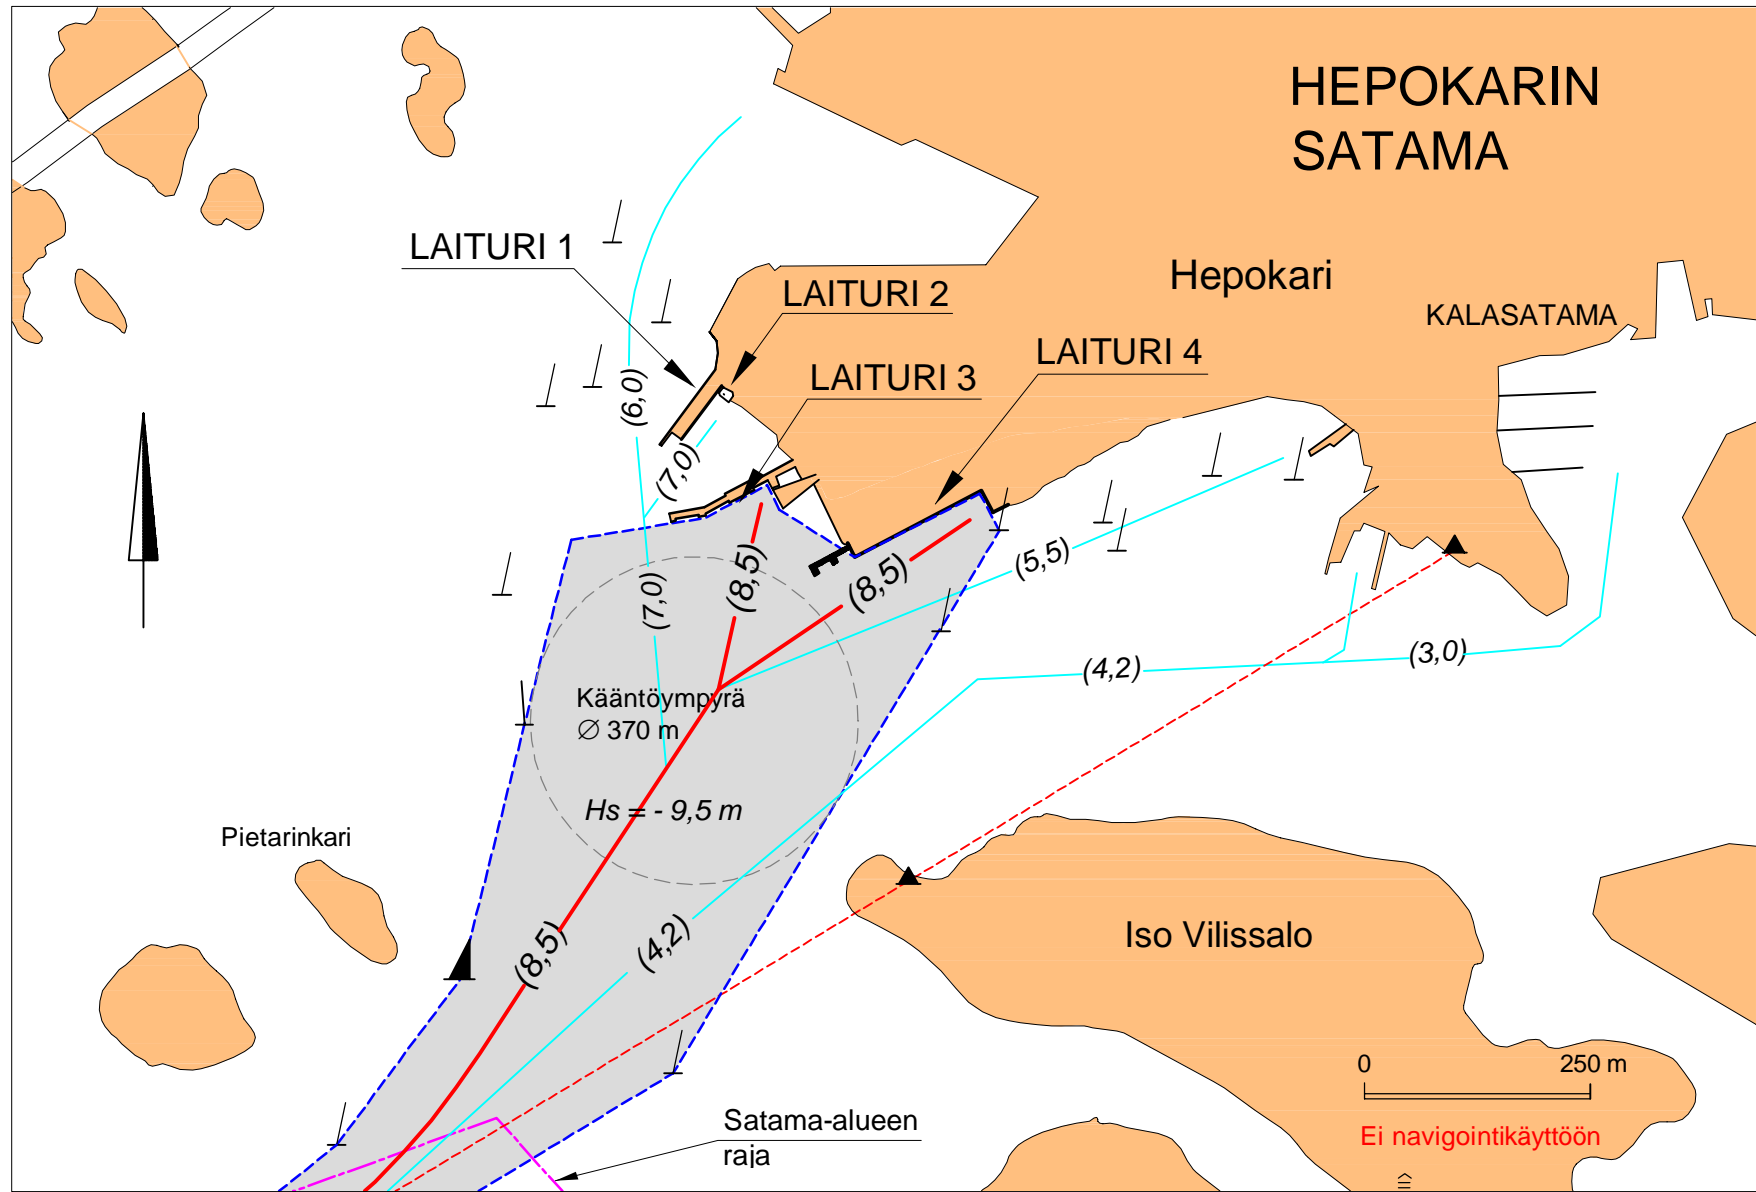 HEPOKARIN
SATAMA
LAITURI 1
Hepokari
LAITURI 2
KALASATAMA
LAITURI 4
LAITURI 3
(6,0)
(7,0)
(8,5)
(8,5)
(5,5)
(7,0)
(4,2)
(3,0)
Kääntöympyrä
∅ 370 m
Hs = - 9,5 m
Pietarinkari
(8,5)
(4,2)
Iso Vilissalo
0 250 m
Satama-alueen
raja
Ei navigointikäyttöön